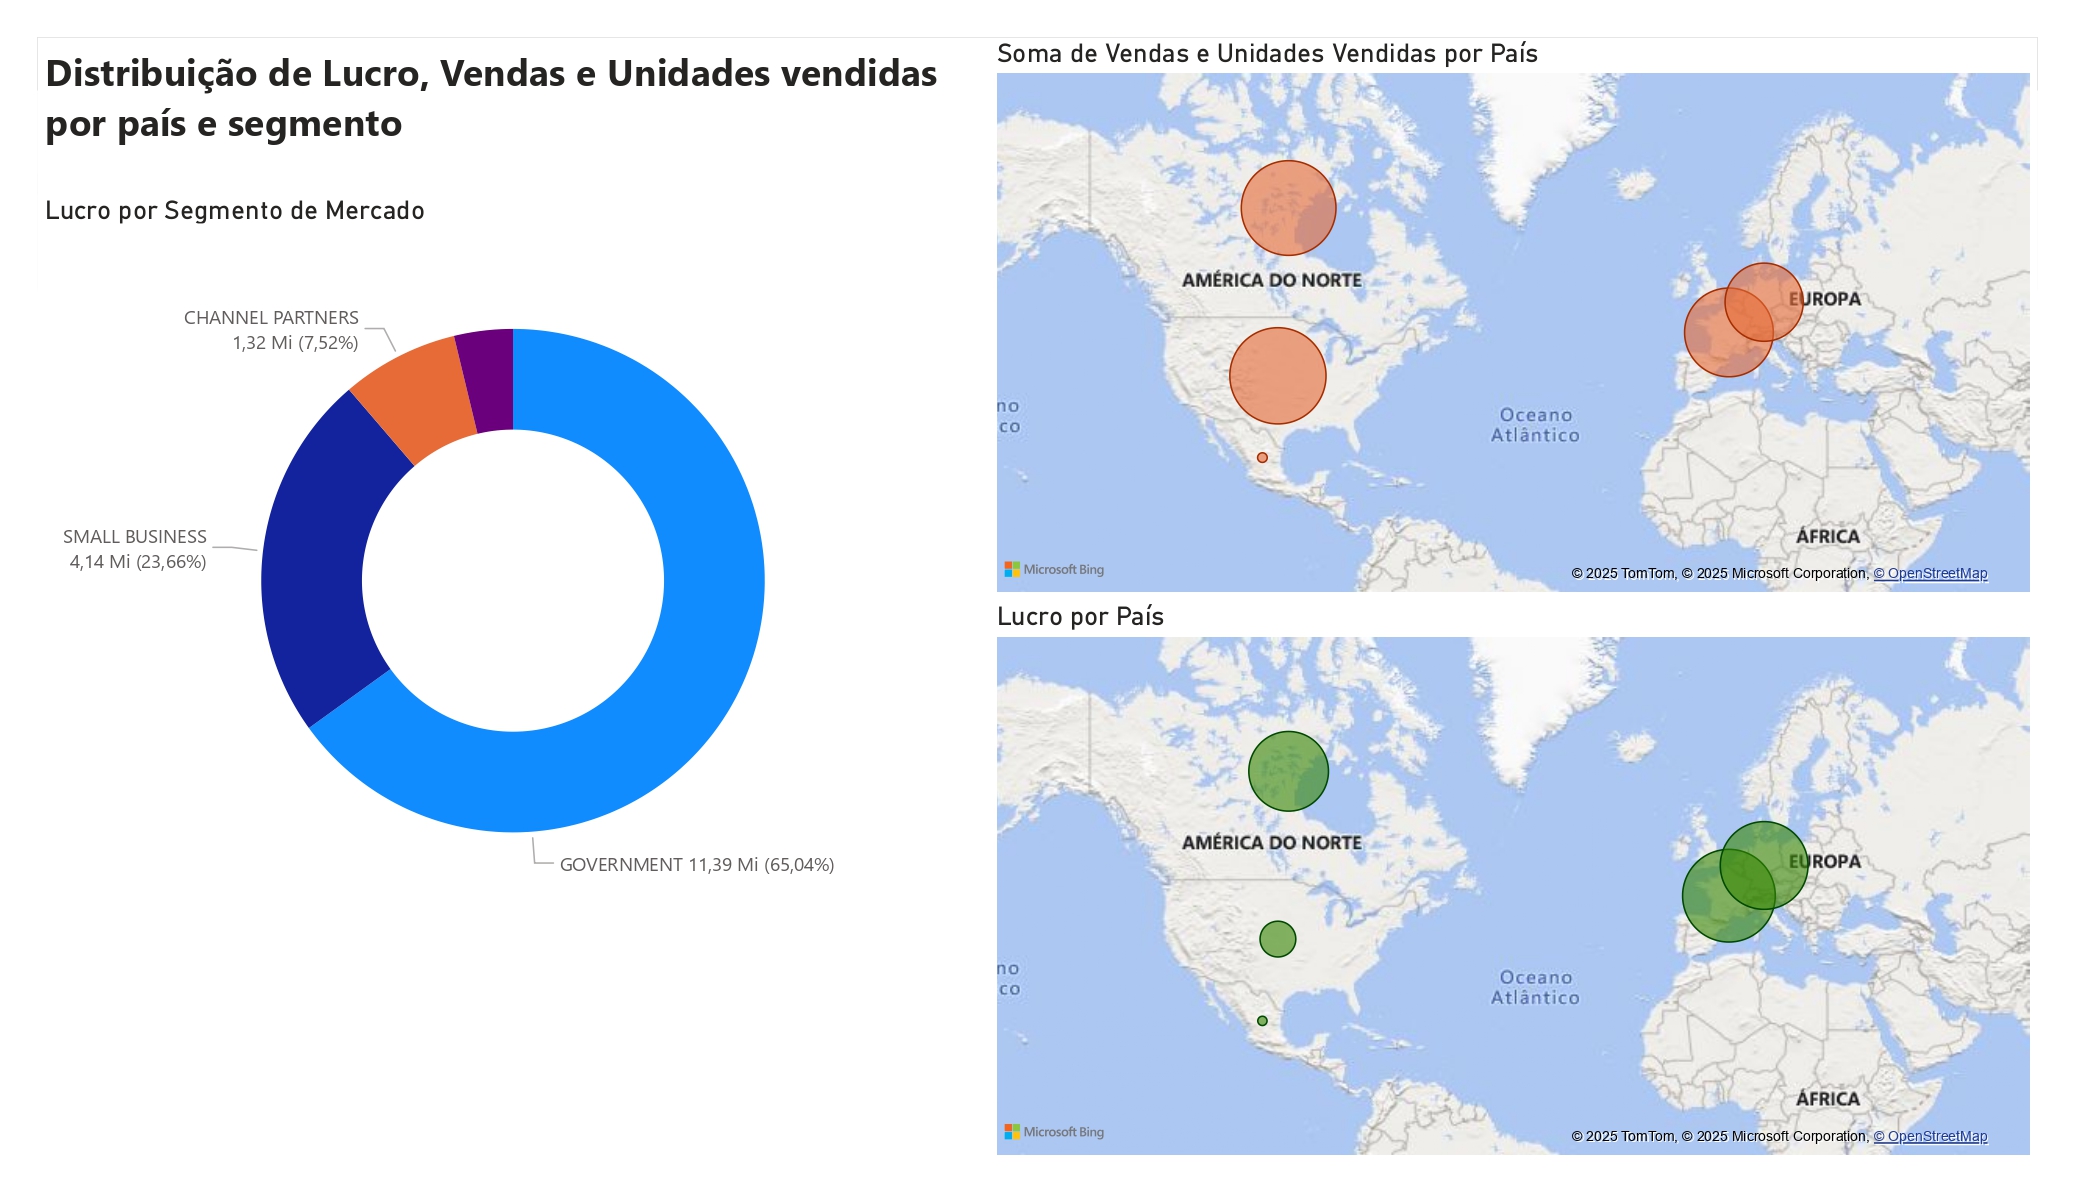 Distribuição de Lucro, Vendas e Unidades vendidas
por país e segmento
Lucro por Segmento de Mercado
CHANNEL PARTNERS
1,32 Mi (7,52%)
SMALL BUSINESS
4,14 Mi (23,66%)
GOVERNMENT 11,39 Mi (65,04%)
Soma de Vendas e Unidades Vendidas por País
AMÉRICA DO NORTE
EUROPA
no
co
Oceano
Atlântico
ÁFRICA
Microsoft Bing
© 2025 TomTom, © 2025 Microsoft Corporation, © OpenStreetMap
Lucro por País
AMÉRICA DO NORTE
EUROPA
no
co
Oceano
Atlântico
ÁFRICA
Microsoft Bing
© 2025 TomTom, © 2025 Microsoft Corporation, © OpenStreetMap